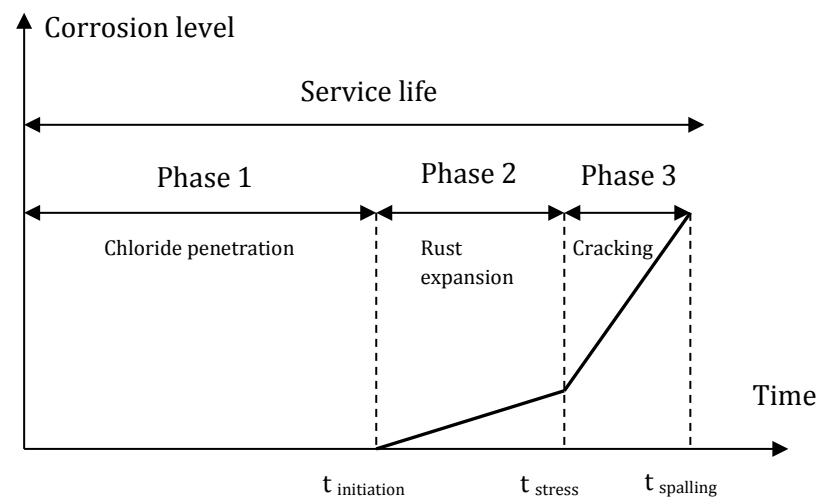 Corrosion level
Service life
Phase 1
Phase 2
Phase 3
Chloride penetration
Rust
expansion
Cracking
Time
t initiation
t stress
t spalling